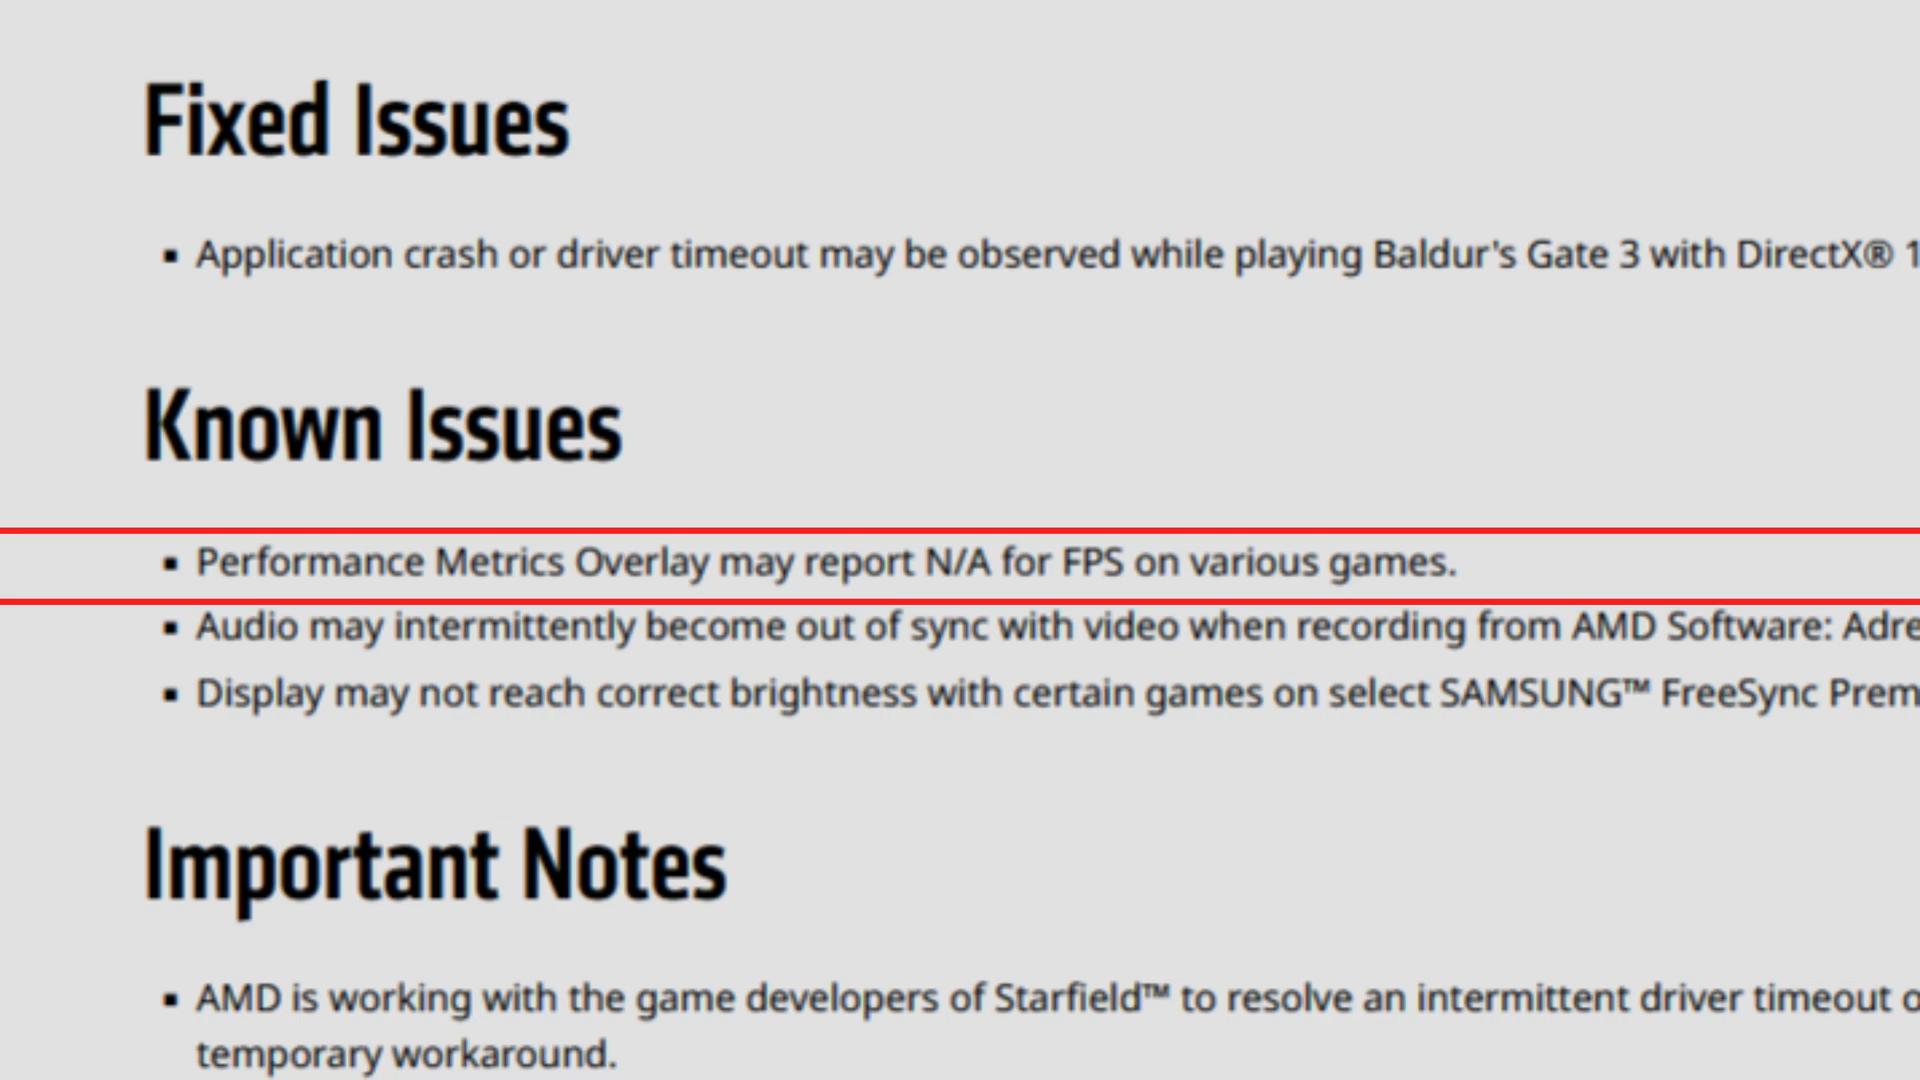 Fixed Issues
▪ Application crash or driver timeout may be observed while playing Baldur's Gate 3 with DirectX® 1
Known Issues
▪ Performance Metrics Overlay may report N/A for FPS on various games.
▪ Audio may intermittently become out of sync with video when recording from AMD Software: Adre
▪ Display may not reach correct brightness with certain games on select SAMSUNG™ FreeSync Prem
Important Notes
▪ AMD is working with the game developers of Starfield™ to resolve an intermittent driver timeout o
temporary workaround.